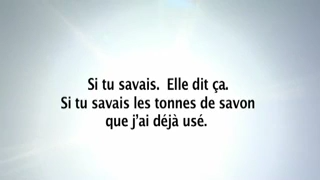 Si tu savais.  Elle dit ça.
Si tu savais les tonnes de savon
que j'ai déjà usé.